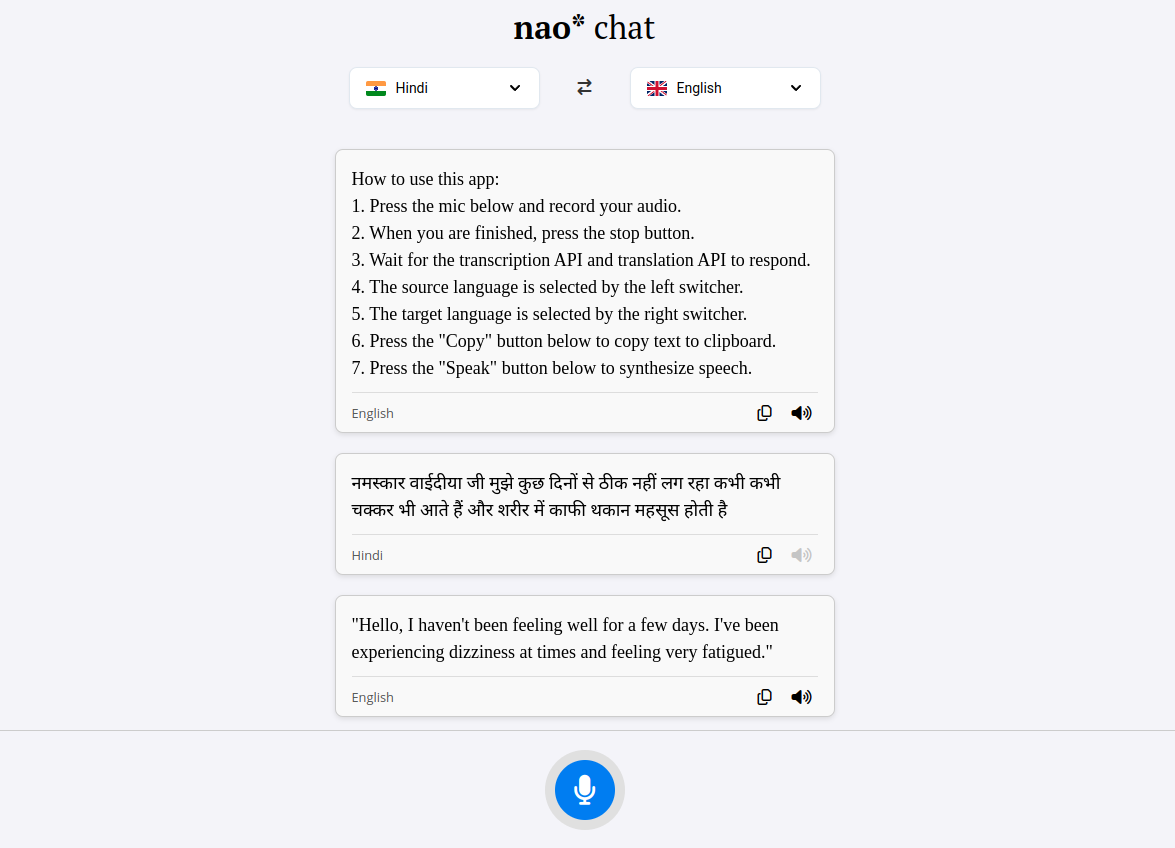 nao* chat
Hindi
English
How to use this app:
1. Press the mic below and record your audio.
2. When you are finished, press the stop button.
3. Wait for the transcription API and translation API to respond.
4. The source language is selected by the left switcher.
5. The target language is selected by the right switcher.
6. Press the "Copy" button below to copy text to clipboard.
7. Press the "Speak" button below to synthesize speech.
English
नमस्कार वाईदीया जी मुझे कुछ दिनों से ठीक नहीं लग रहा कभी कभी
चक्कर भी आते हैं और शरीर में काफी थकान महसूस होती है
Hindi
"Hello, I haven't been feeling well for a few days. I've been
experiencing dizziness at times and feeling very fatigued."
English